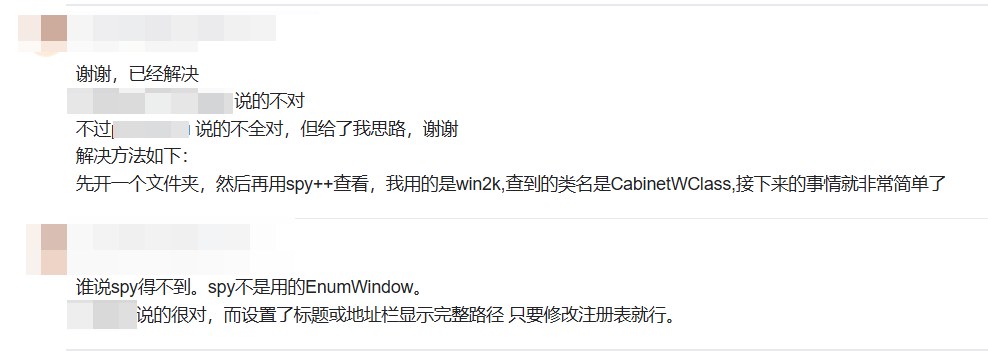 谢谢，已经解决
说的不对
不过 说的不全对，但给了我思路，谢谢
解决方法如下：
先开一个文件夹，然后再用spy++查看，我用的是win2k,查到的类名是CabinetWClass,接下来的事情就非常简单了
谁说spy得不到。spy不是用的EnumWindow。
说的很对，而设置了标题或地址栏显示完整路径 只要修改注册表就行。